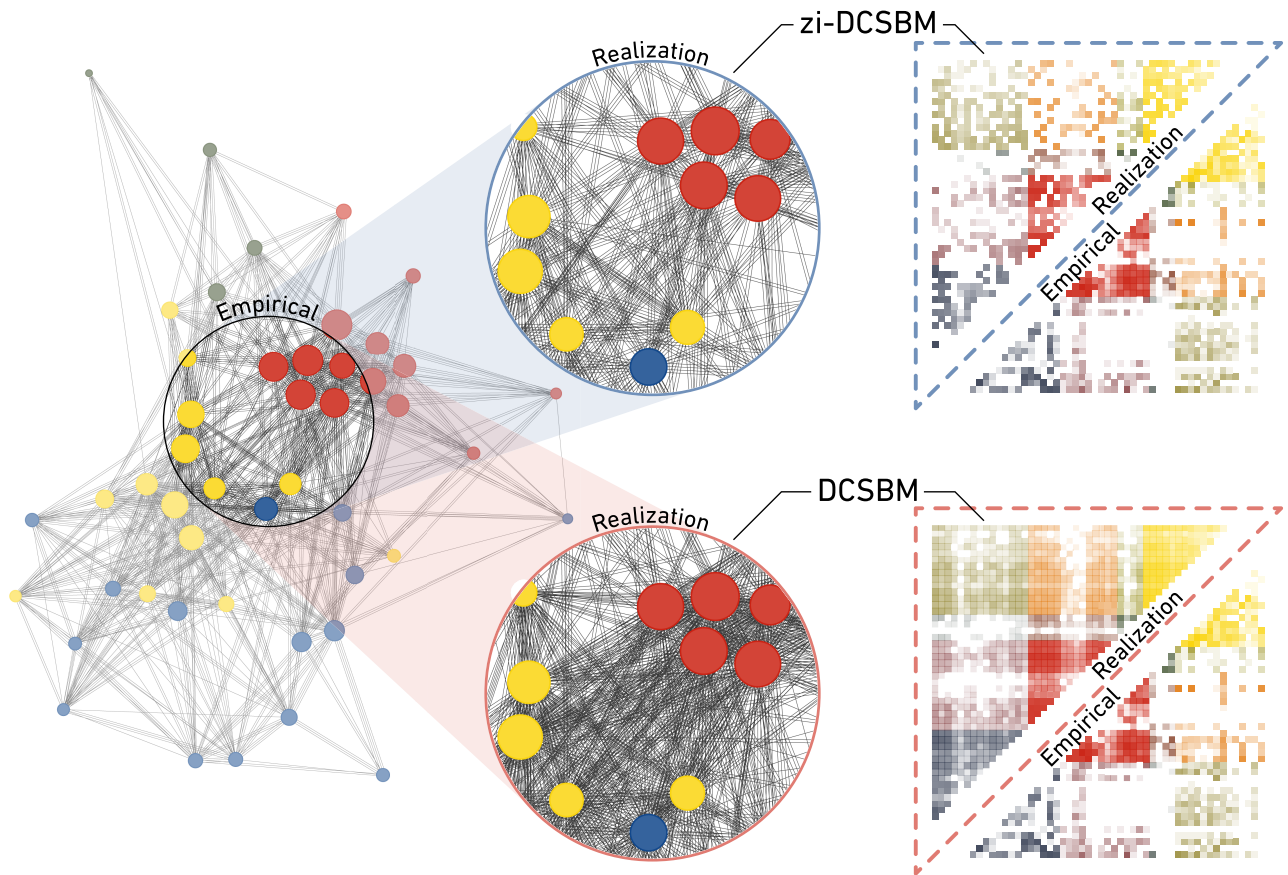 zi-DCSBM
Realization
Realization
Empirical
Empirical
DCSBM
Realization
Realization
Empirical